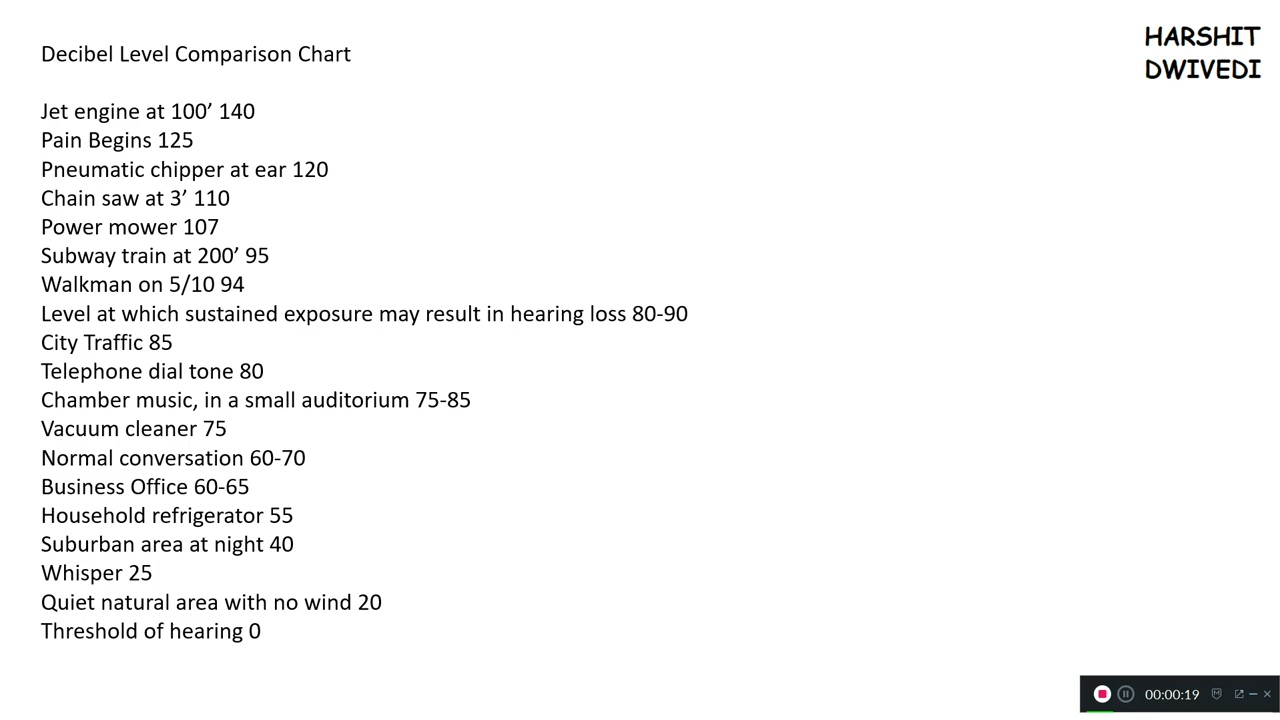 Decibel Level Comparison Chart
Jet engine at 100’ 140
Pain Begins 125
Pneumatic chipper at ear 120
Chain saw at 3’ 110
Power mower 107
Subway train at 200’ 95
Walkman on 5/10 94
Level at which sustained exposure may result in hearing loss 80-90
City Traffic 85
Telephone dial tone 80
Chamber music, in a small auditorium 75-85
Vacuum cleaner 75
Normal conversation 60-70
Business Office 60-65
Household refrigerator 55
Suburban area at night 40
Whisper 25
Quiet natural area with no wind 20
Threshold of hearing 0
HARSHIT
DWIVEDI
00:00:19